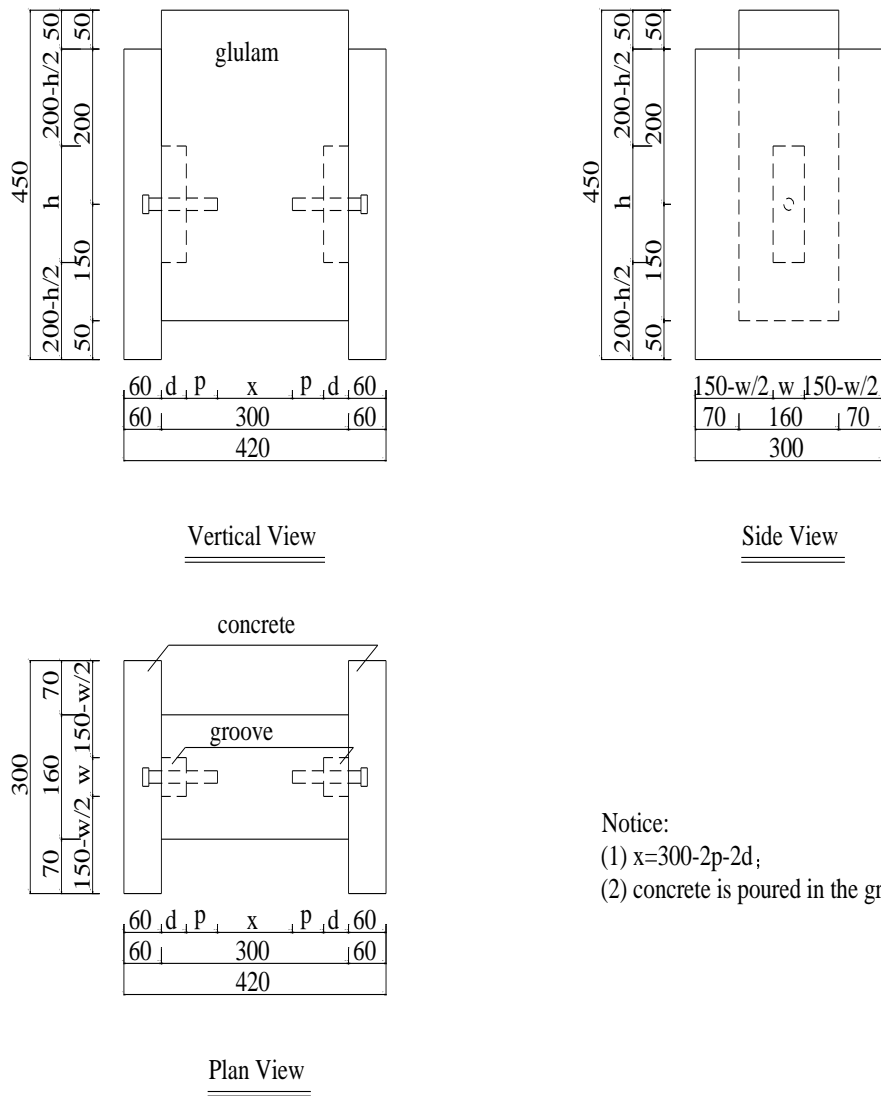 50
200-h/2
h
200-h/2
450
50
200
150
50
glulam
60 d p x p d 60
60 300 60
420
Vertical View
50
200-h/2
h
200-h/2
450
50
200
150
50
150-w/2 w 150-w/2
70 160 70
300
Side View
concrete
groove
300
70
160
70
150-w/2
w
150-w/2
60 d p x p d 60
60 300 60
420
Plan View
Notice:
(1) x=300-2p-2d;
(2) concrete is poured in the